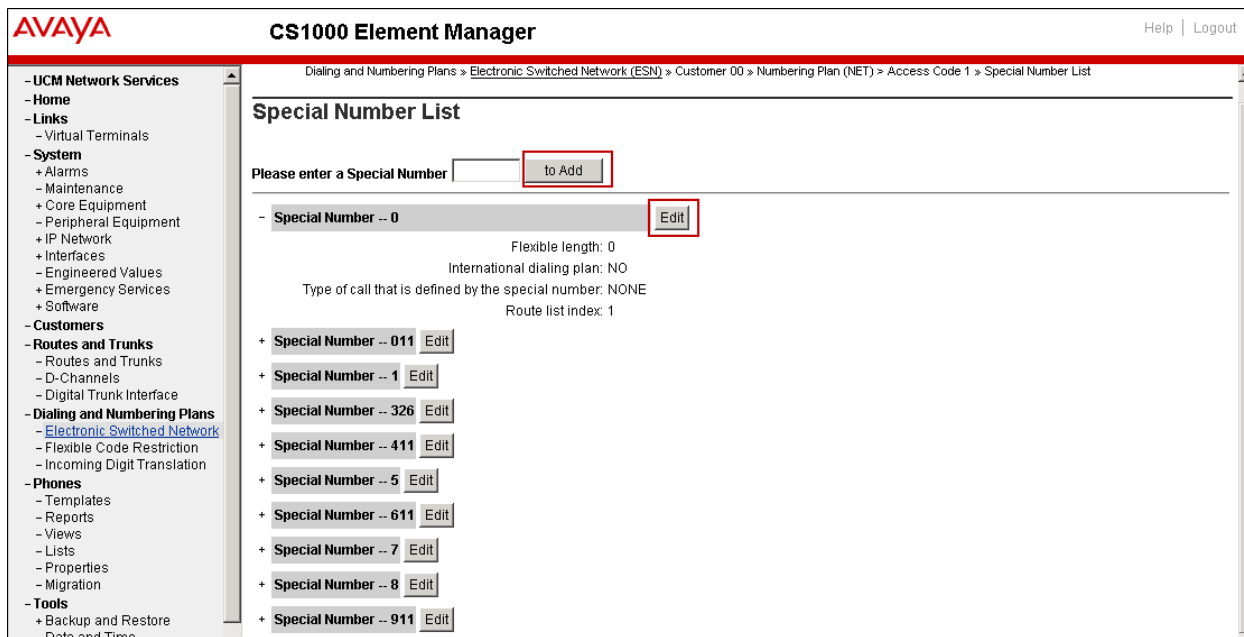 AVAYA
CS1000 Element Manager
Help | Logout
- UCM Network Services
- Home
- Links
- Virtual Terminals
- System
+ Alarms
- Maintenance
+ Core Equipment
- Peripheral Equipment
+ IP Network
+ Interfaces
- Engineered Values
+ Emergency Services
+ Software
- Customers
- Routes and Trunks
- Routes and Trunks
- D-Channels
- Digital Trunk Interface
- Dialing and Numbering Plans
- Electronic Switched Network
- Flexible Code Restriction
- Incoming Digit Translation
- Phones
- Templates
- Reports
- Views
- Lists
- Properties
- Migration
- Tools
+ Backup and Restore
- Date and Time
Dialing and Numbering Plans » Electronic Switched Network (ESN) » Customer 00 » Numbering Plan (NET) > Access Code 1 » Special Number List
Special Number List
Please enter a Special Number to Add
- Special Number -- 0 Edit
Flexible length: 0
International dialing plan: NO
Type of call that is defined by the special number: NONE
Route list index: 1
+ Special Number -- 011 Edit
+ Special Number -- 1 Edit
+ Special Number -- 326 Edit
+ Special Number -- 411 Edit
+ Special Number -- 5 Edit
+ Special Number -- 611 Edit
+ Special Number -- 7 Edit
+ Special Number -- 8 Edit
+ Special Number -- 911 Edit